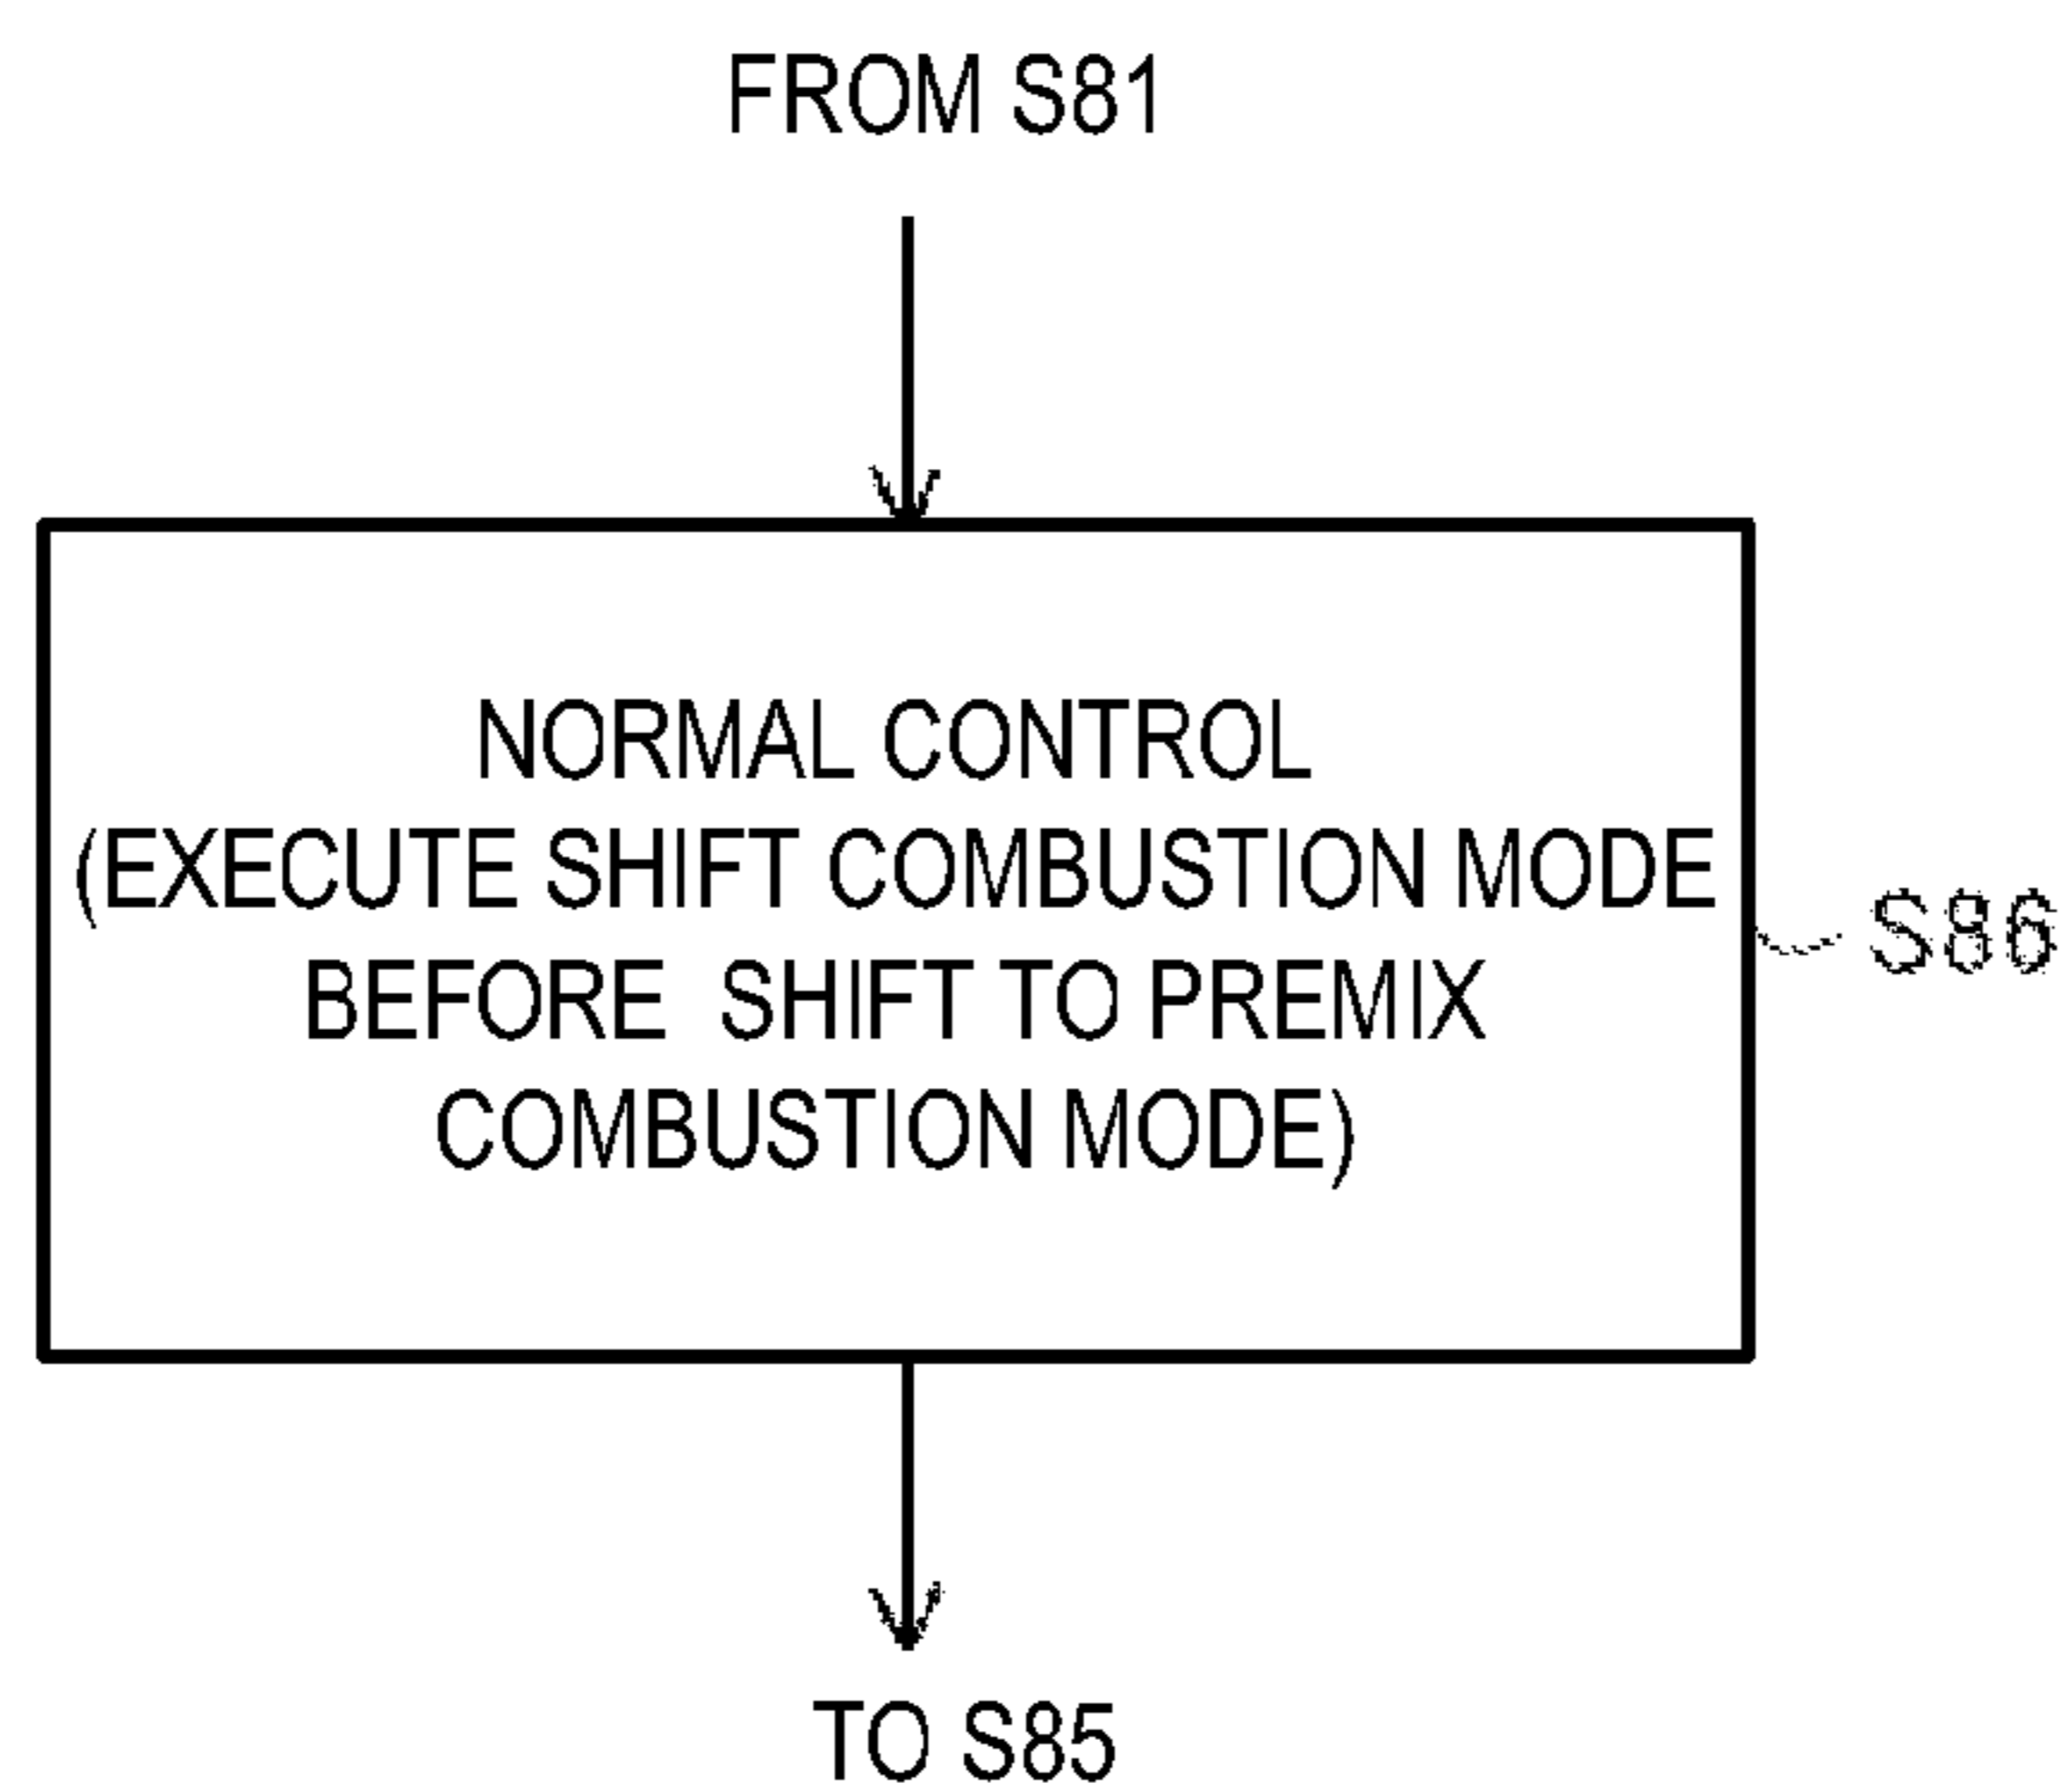 FROM S81
NORMAL CONTROL
(EXECUTE SHIFT COMBUSTION MODE
BEFORE SHIFT TO PREMIX
COMBUSTION MODE)
S86
TO S85